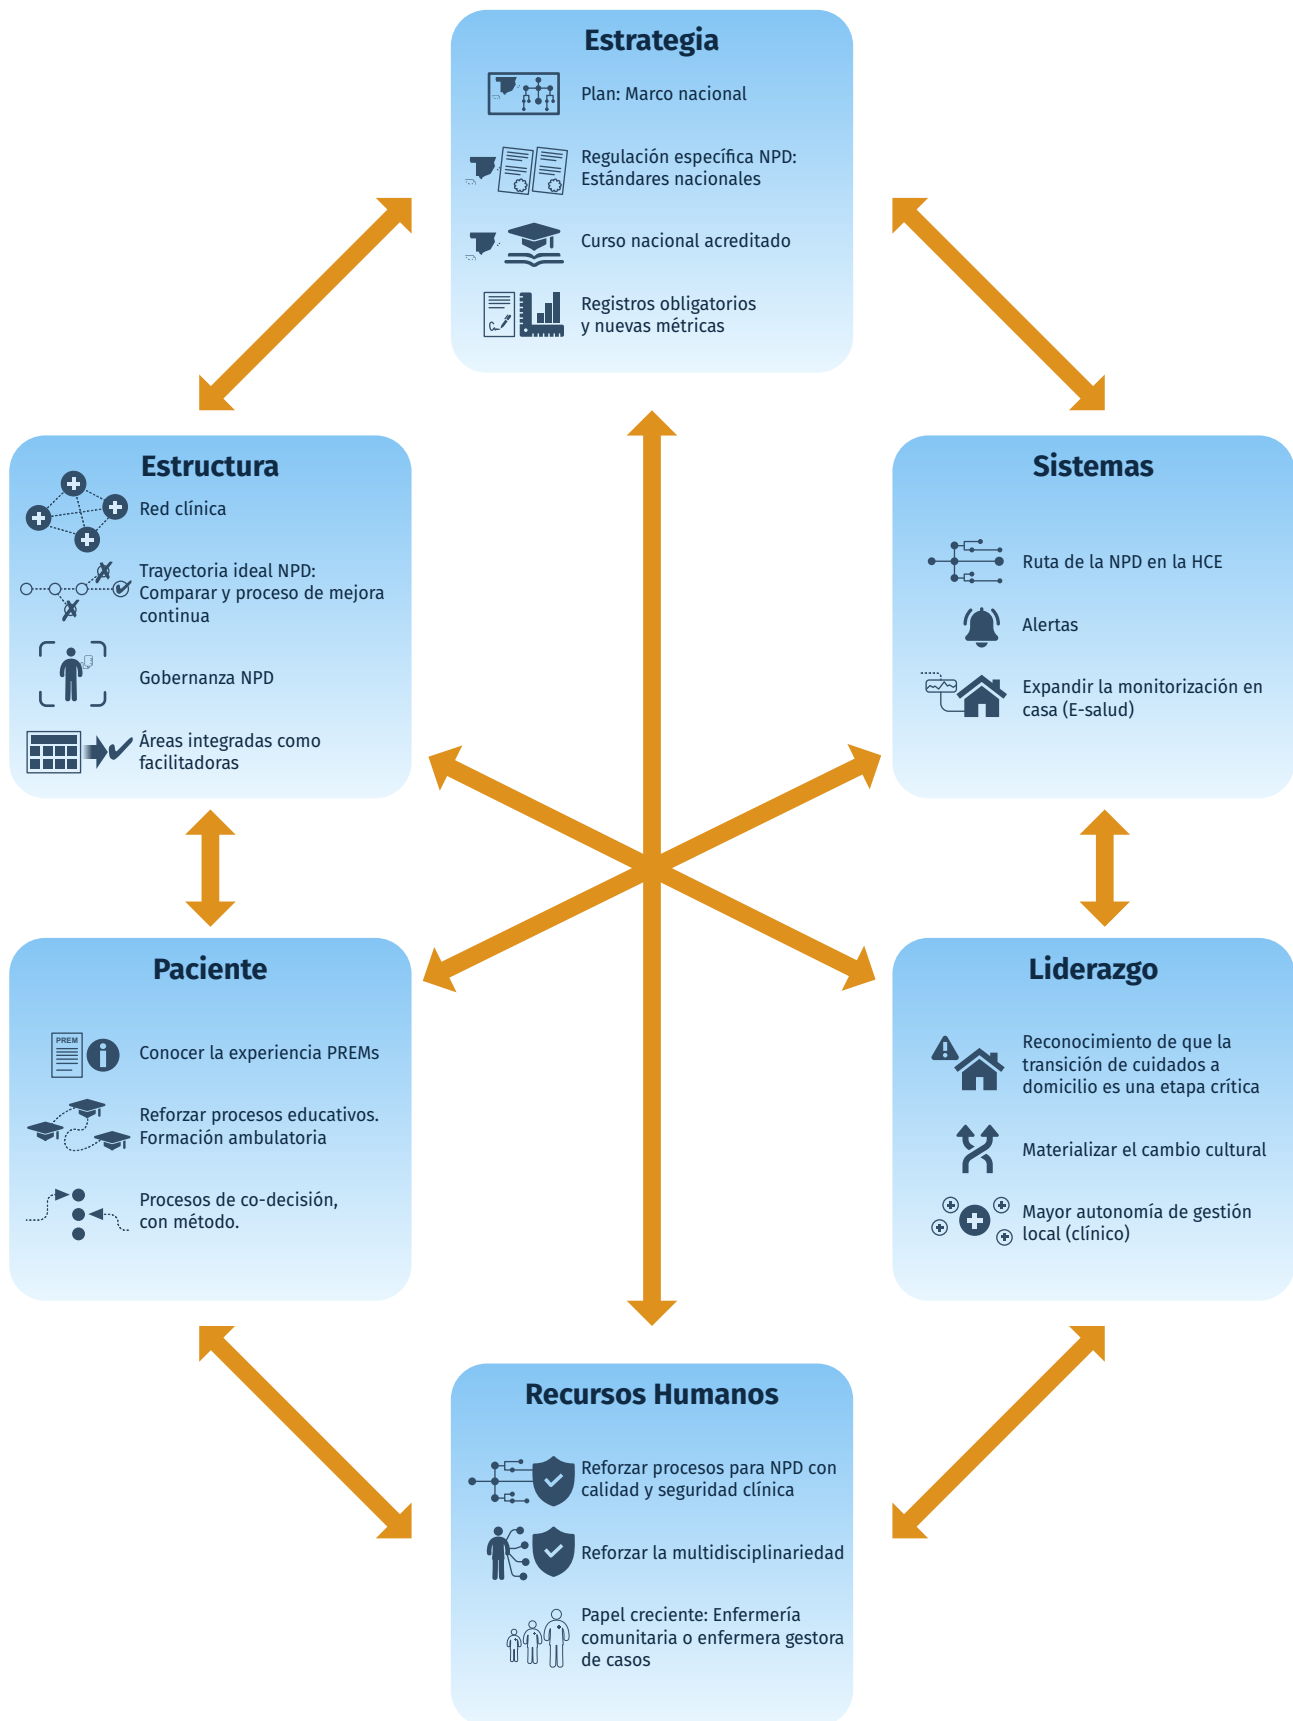 Estrategia
Plan: Marco nacional
Regulación específica NPD:
Estándares nacionales
Curso nacional acreditado
Registros obligatorios
y nuevas métricas
Estructura
Red clínica
Trayectoria ideal NPD:
Comparar y proceso de mejora
continua
Gobernanza NPD
Áreas integradas como
facilitadoras
Sistemas
Ruta de la NPD en la HCE
Alertas
Expandir la monitorización en
casa (E-salud)
Paciente
PREM
Conocer la experiencia PREMs
Reforzar procesos educativos.
Formación ambulatoria
Procesos de co-decisión,
con método.
Liderazgo
Reconocimiento de que la
transición de cuidados a
domicilio es una etapa crítica
Materializar el cambio cultural
Mayor autonomía de gestión
local (clínico)
Recursos Humanos
Reforzar procesos para NPD con
calidad y seguridad clínica
Reforzar la multidisciplinariedad
Papel creciente: Enfermería
comunitaria o enfermera gestora
de casos